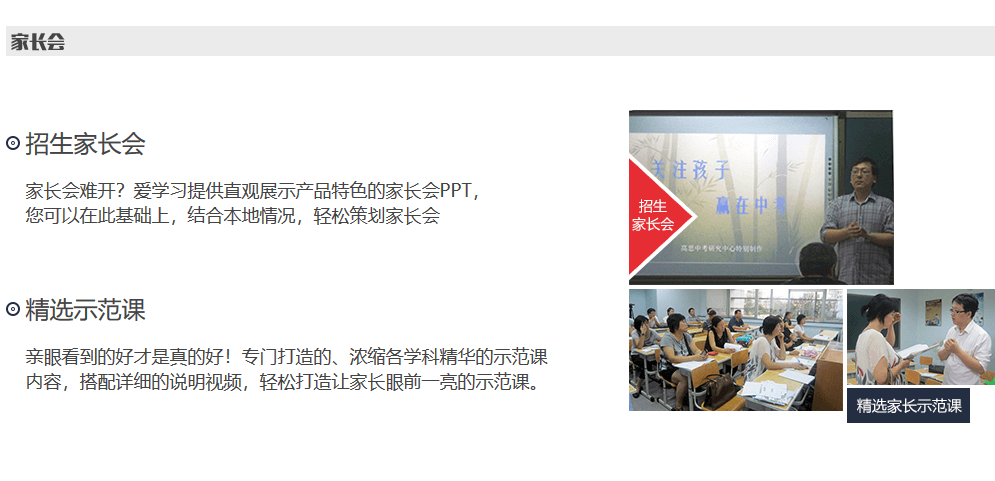 家长会
招生家长会
家长会难开？爱学习提供直观展示产品特色的家长会PPT，
您可以在此基础上，结合本地情况，轻松策划家长会
精选示范课
亲眼看到的好才是真的好！专门打造的、浓缩各学科精华的示范课
内容，搭配详细的说明视频，轻松打造让家长眼前一亮的示范课。
关注孩子
赢在中考
招生
家长会
高思中考研究中心特别制作
精选家长示范课